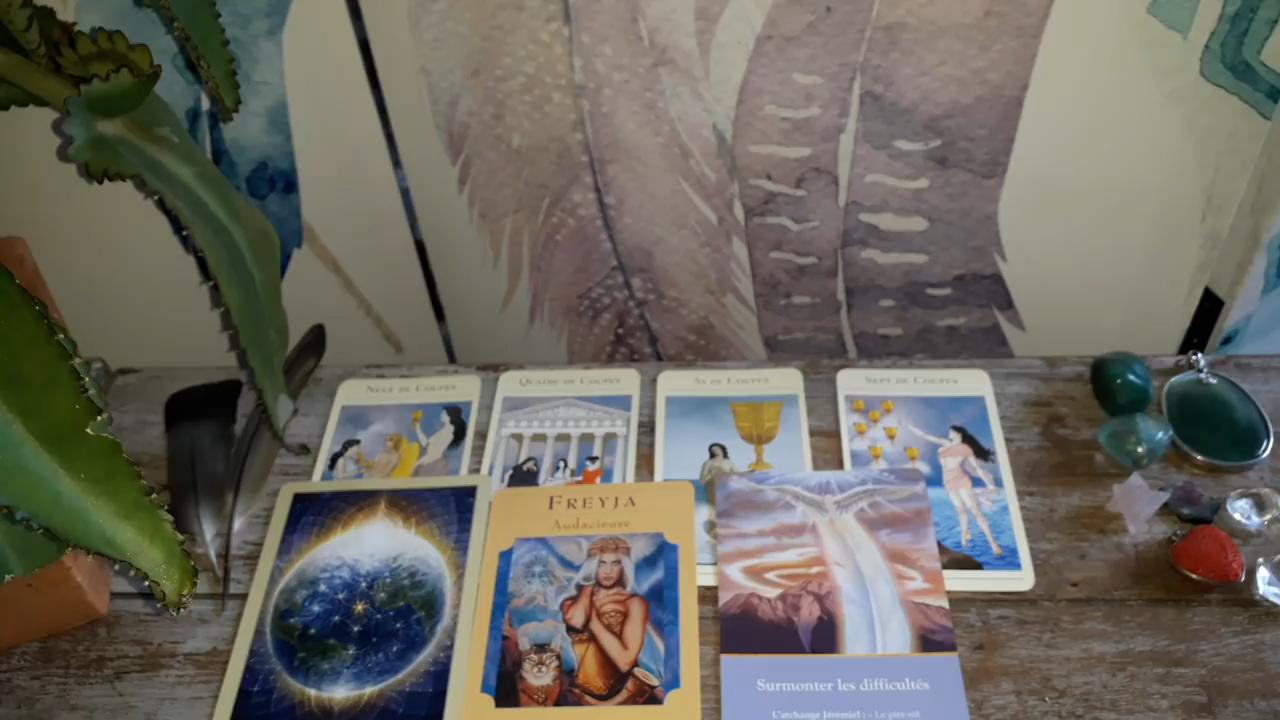 NEUF DE COUPES
QUATRE DE COUPES
AS DE COUPES
SEPT DE COUPES
FREYJA
Audacieuse
Surmonter les difficultés
L'archange Jérémiel : « Le pire est